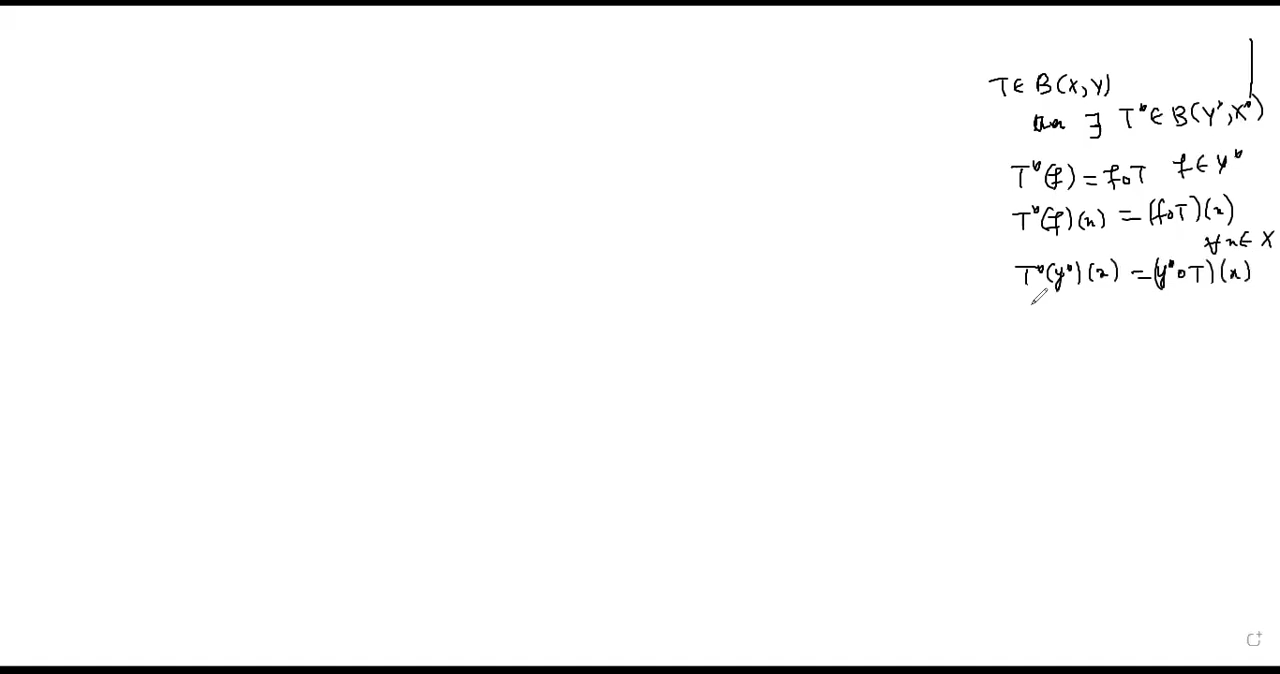 T ∈ B(X, Y)
then ∃ T* ∈ B(Y*, X*)
T*(f) = f∘T f ∈ Y*
T*(f)(x) = (f∘T)(x)
∀ x ∈ X
T*(y*)(x) = (y*∘T)(x)